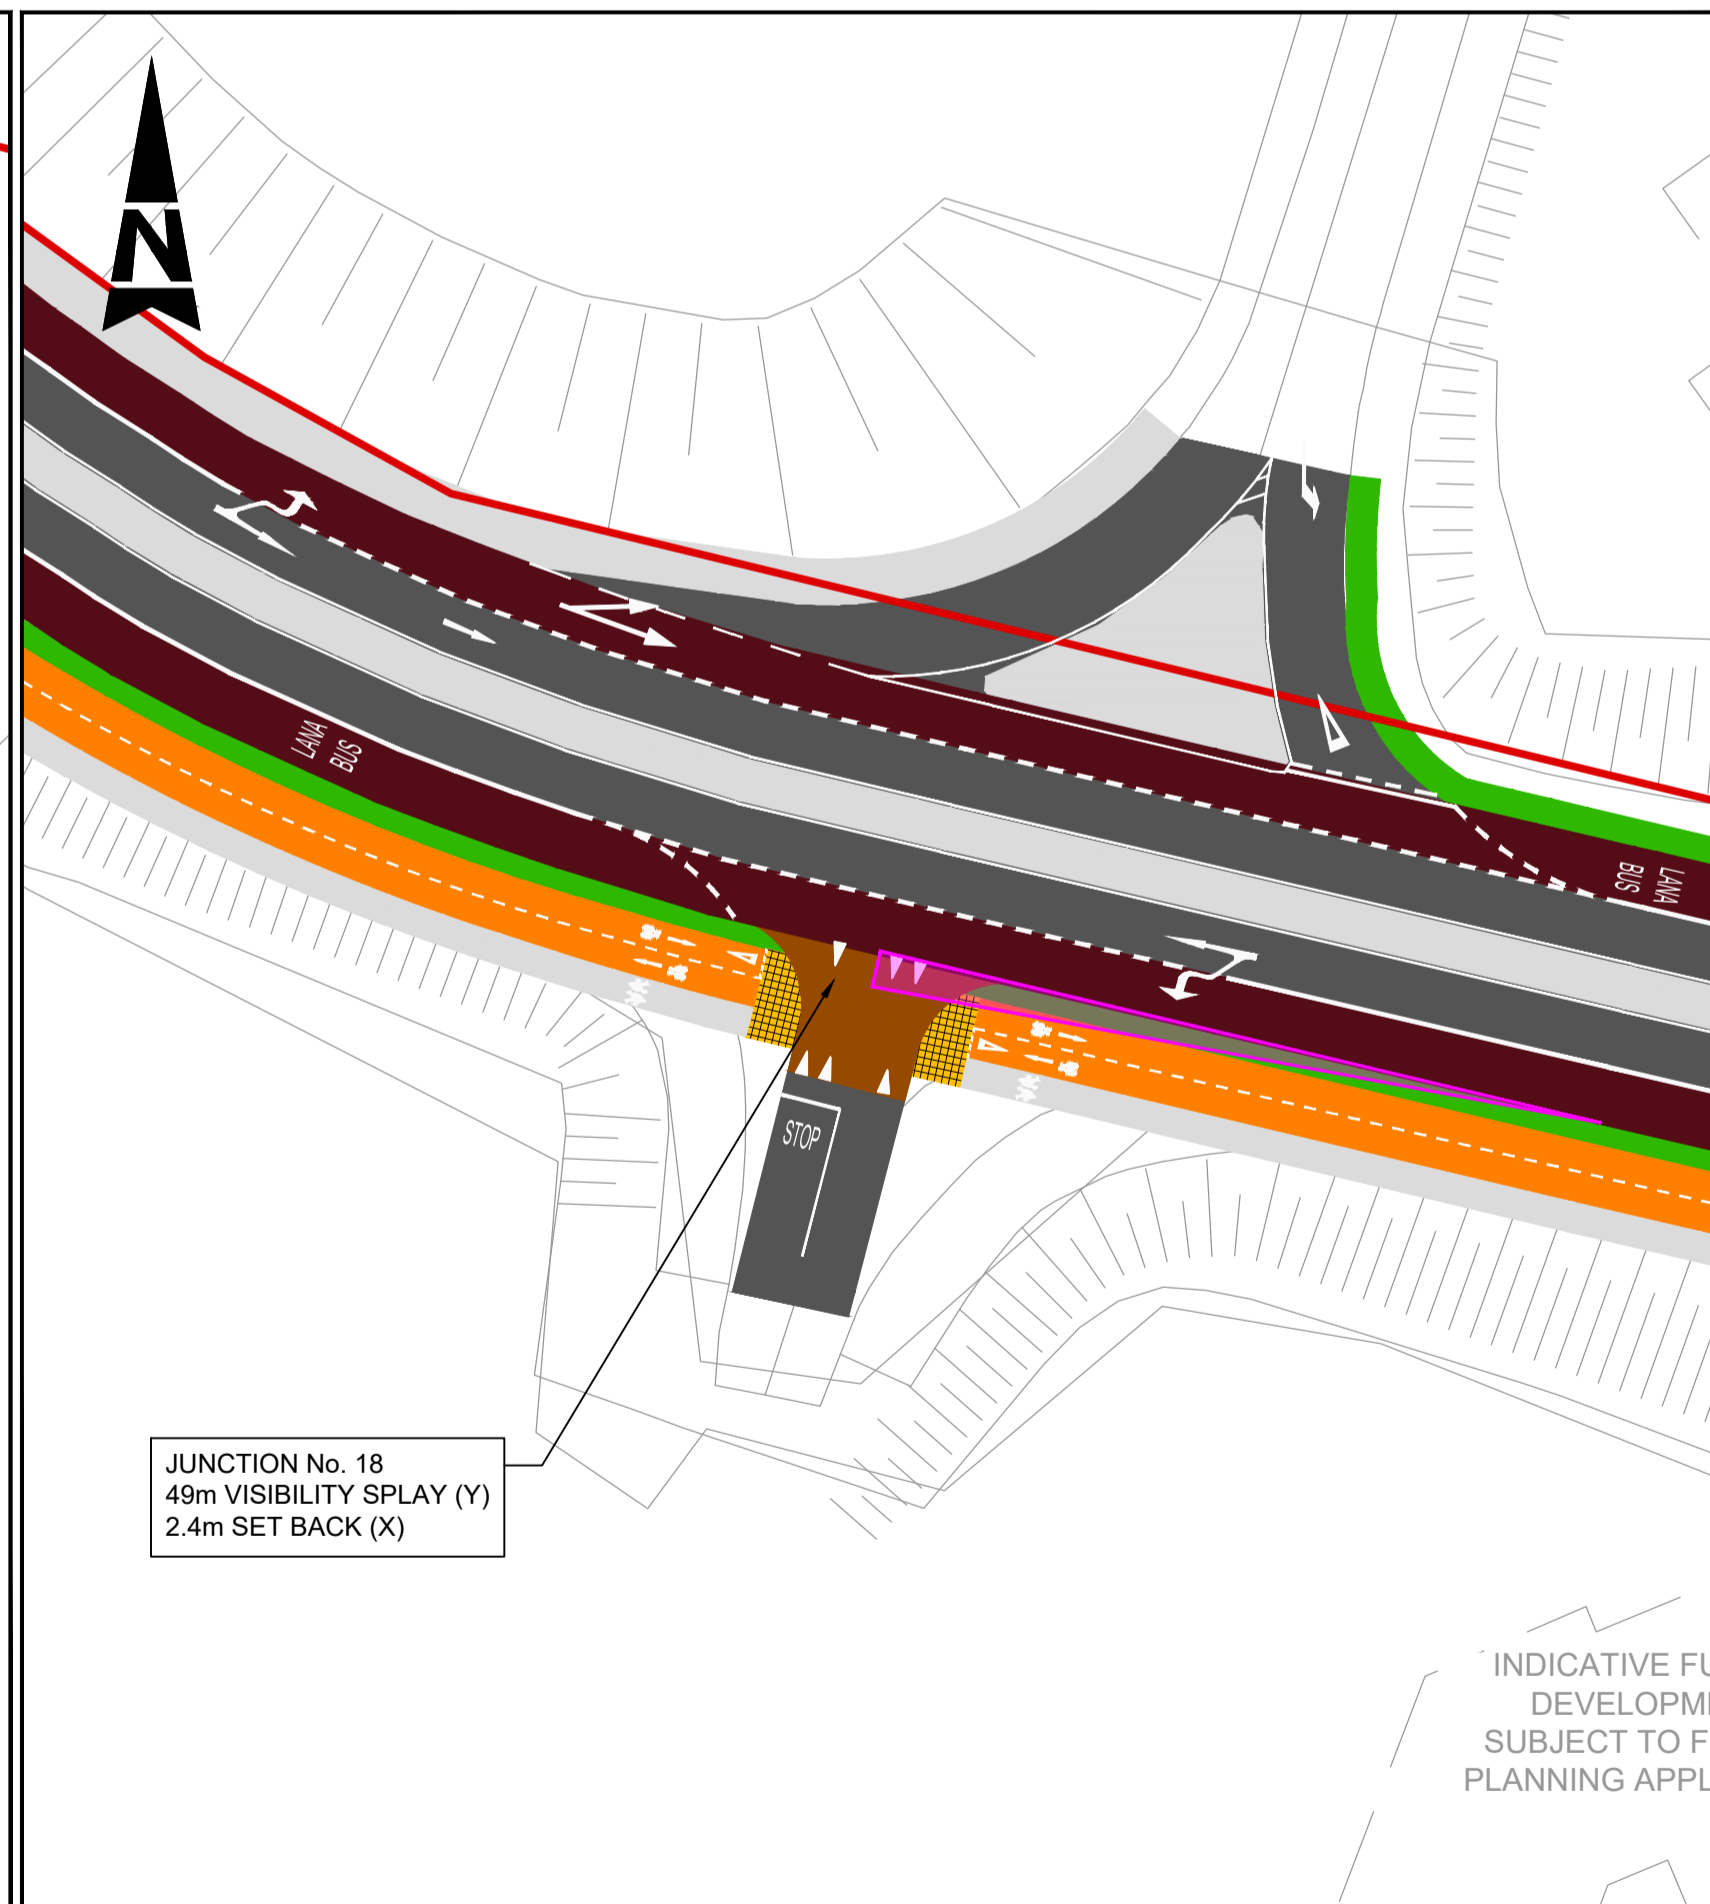 N
LANA
BUS
LANA
BUS
STOP
JUNCTION No. 18
49m VISIBILITY SPLAY (Y)
2.4m SET BACK (X)
INDICATIVE FU
DEVELOPM
SUBJECT TO F
PLANNING APPL